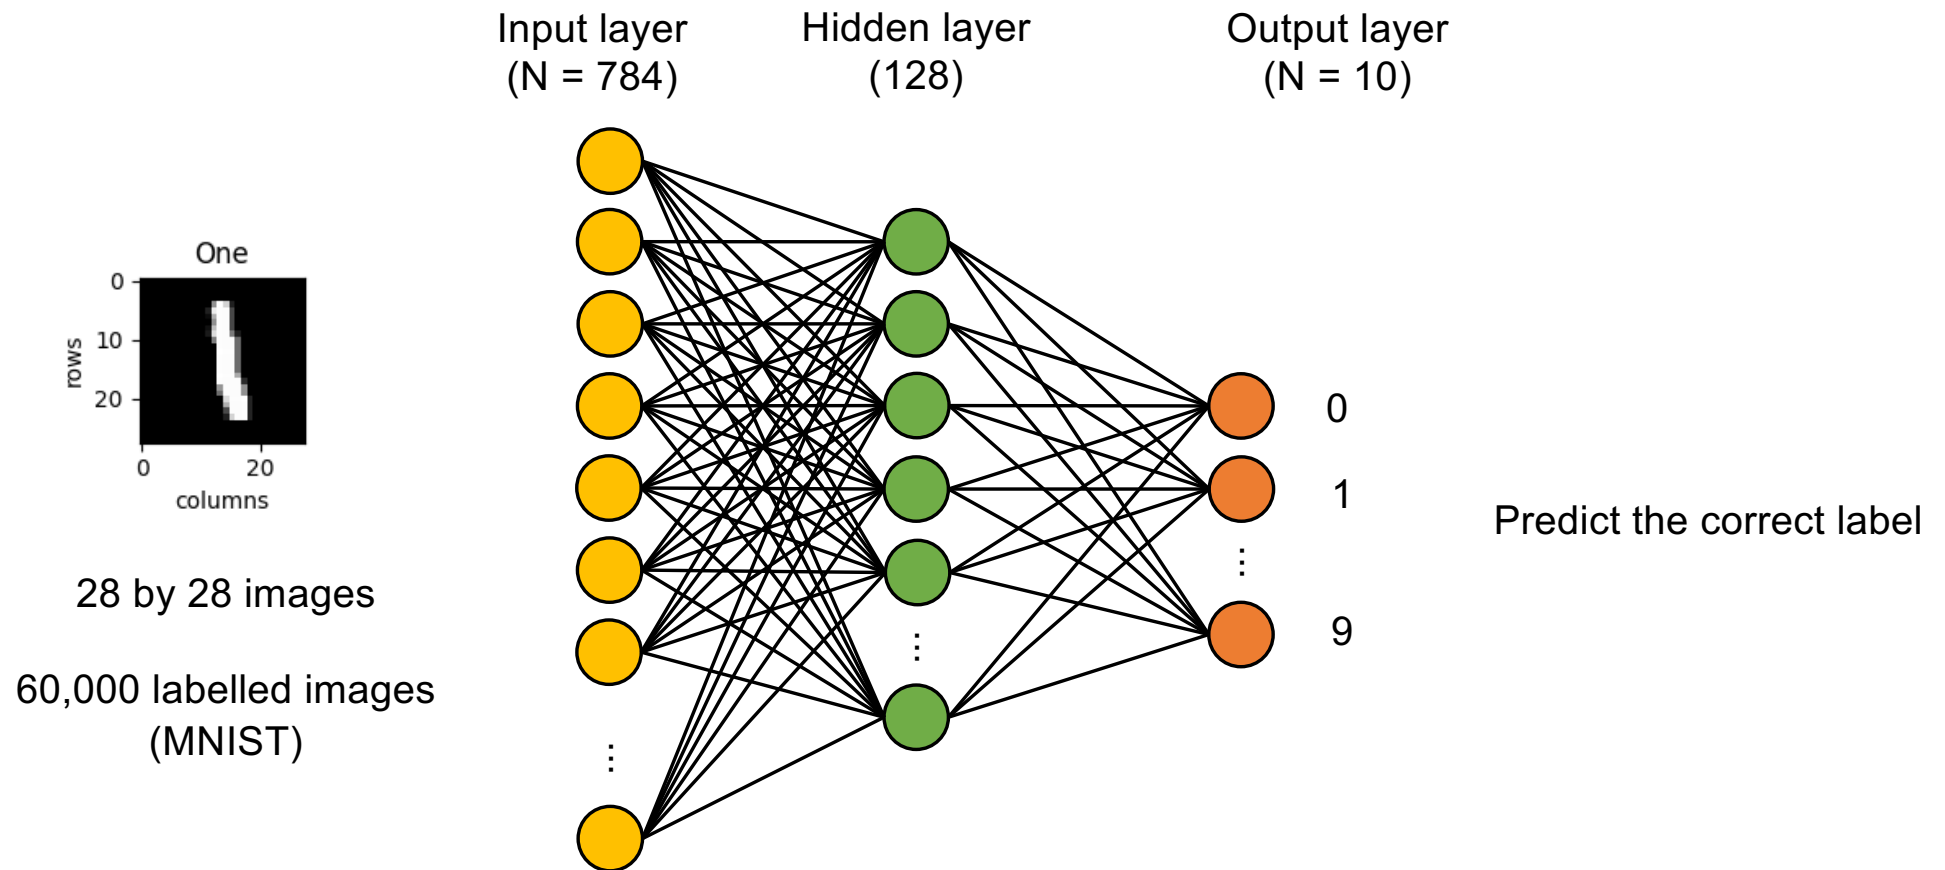 Input layer
(N = 784)
Hidden layer
(128)
Output layer
(N = 10)
One
0
10
20
rows
0
20
columns
28 by 28 images
60,000 labelled images
(MNIST)
⋮
⋮
0
1
⋮
9
Predict the correct label